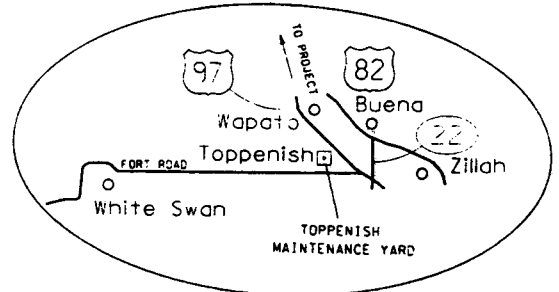 TO PROJECT
97
82
Buena
Wapato
22
Toppenish
Zillah
FORT ROAD
White Swan
TOPPENISH
MAINTENANCE YARD